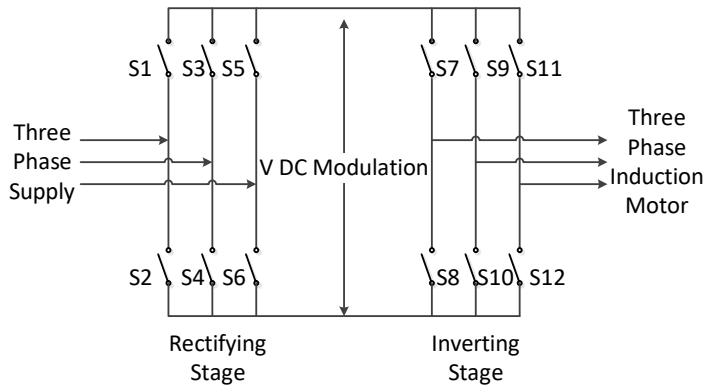 S1 S3 S5 S7 S9 S11
Three
Phase
Supply
V DC Modulation
Three
Phase
Induction
Motor
S2 S4 S6 S8 S10 S12
Rectifying
Stage
Inverting
Stage